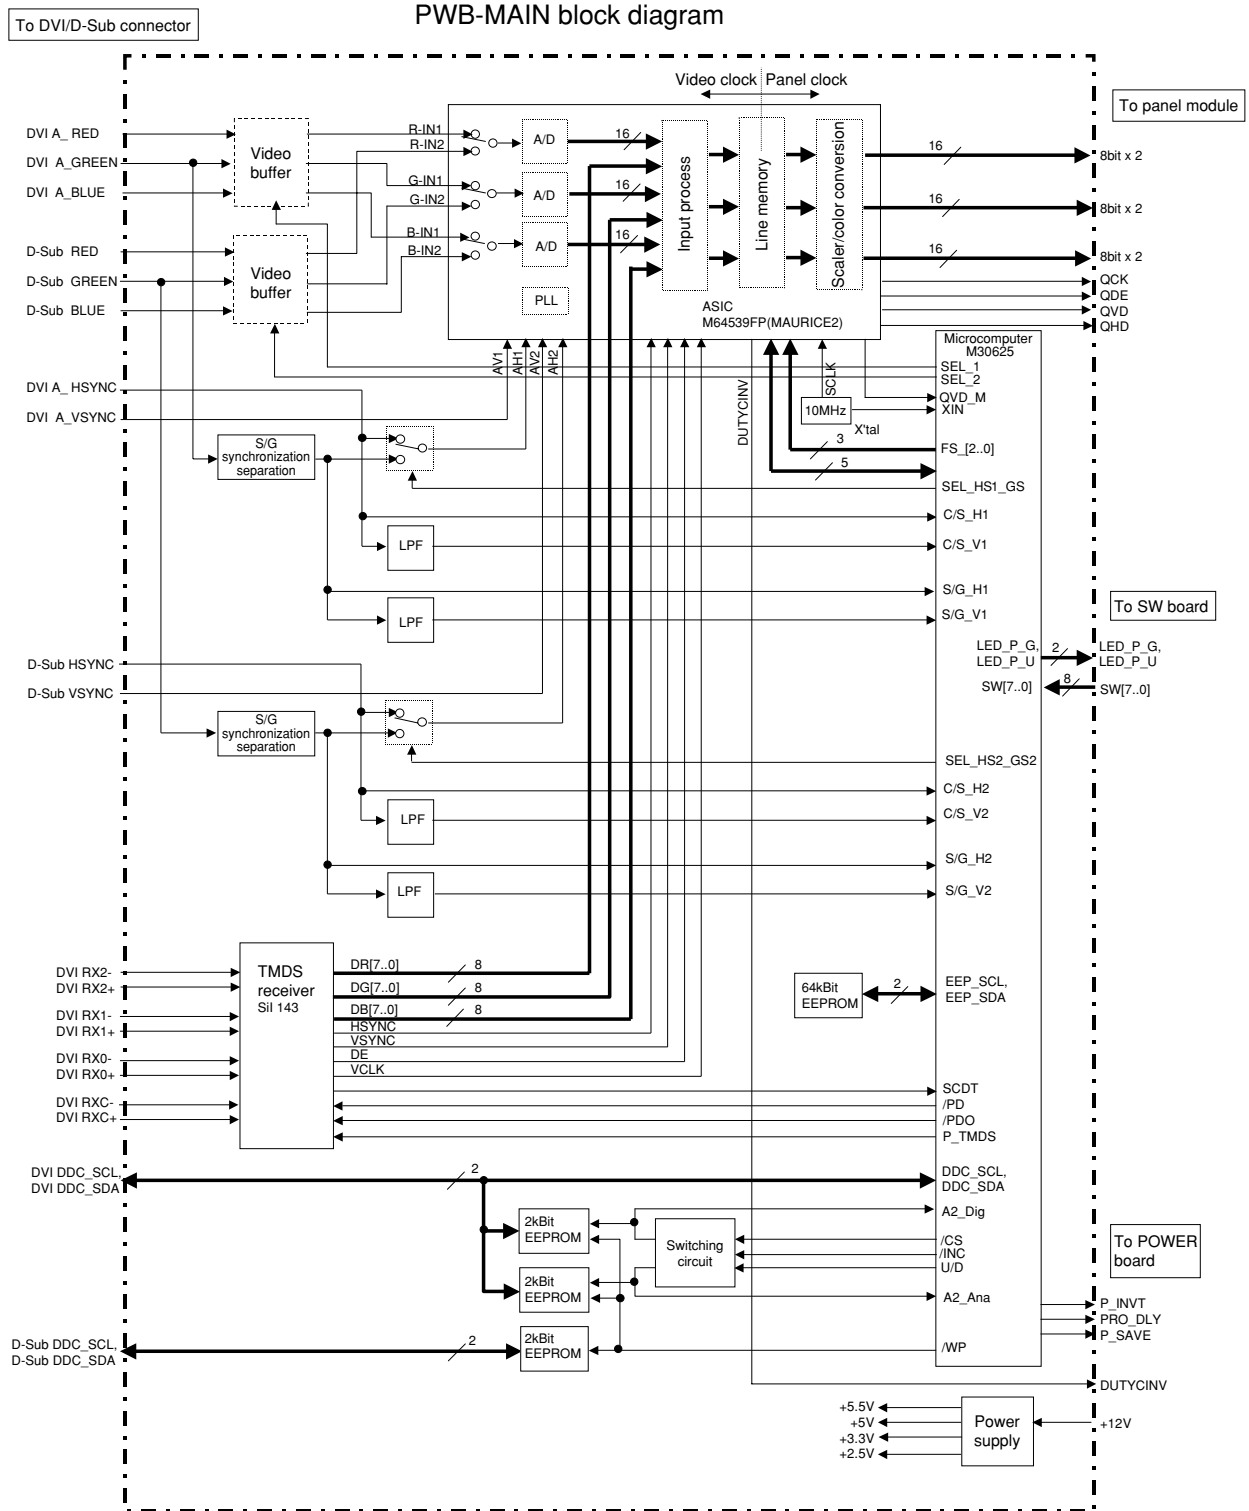 PWB-MAIN block diagram
To DVI/D-Sub connector
Video clock
Panel clock
To panel module
DVI A_ RED
DVI A_GREEN
DVI A_BLUE
Video
buffer
R-IN1
R-IN2
G-IN1
G-IN2
B-IN1
B-IN2
A/D
A/D
A/D
PLL
16
16
16
Input process
Line memory
Scaler/color conversion
ASIC
M64539FP(MAURICE2)
16
16
16
8bit x 2
8bit x 2
8bit x 2
QCK
QDE
QVD
QHD
D-Sub RED
D-Sub GREEN
D-Sub BLUE
Video
buffer
AV1
AH1
AV2
AH2
DUTYCINV
SCLK
10MHz
X'tal
3
5
Microcomputer
M30625
SEL_1
SEL_2
QVD_M
XIN
FS_[2..0]
SEL_HS1_GS
C/S_H1
C/S_V1
S/G_H1
S/G_V1
DVI A_ HSYNC
DVI A_VSYNC
S/G
synchronization
separation
LPF
LPF
To SW board
LED_P_G,
LED_P_U
2
LED_P_G,
LED_P_U
SW[7..0]
8
SW[7..0]
D-Sub HSYNC
D-Sub VSYNC
S/G
synchronization
separation
SEL_HS2_GS2
C/S_H2
C/S_V2
S/G_H2
S/G_V2
LPF
LPF
DVI RX2-
DVI RX2+
DVI RX1-
DVI RX1+
DVI RX0-
DVI RX0+
DVI RXC-
DVI RXC+
TMDS
receiver
SiI 143
DR[7..0]
8
DG[7..0]
8
DB[7..0]
8
HSYNC
VSYNC
DE
VCLK
64kBit
EEPROM
2
EEP_SCL,
EEP_SDA
SCDT
/PD
/PDO
P_TMDS
DVI DDC_SCL,
DVI DDC_SDA
2
DDC_SCL,
DDC_SDA
A2_Dig
2kBit
EEPROM
Switching
circuit
/CS
/INC
U/D
2kBit
EEPROM
A2_Ana
D-Sub DDC_SCL,
D-Sub DDC_SDA
2
2kBit
EEPROM
/WP
To POWER
board
P_INVT
PRO_DLY
P_SAVE
DUTYCINV
+5.5V
+5V
+3.3V
+2.5V
Power
supply
+12V